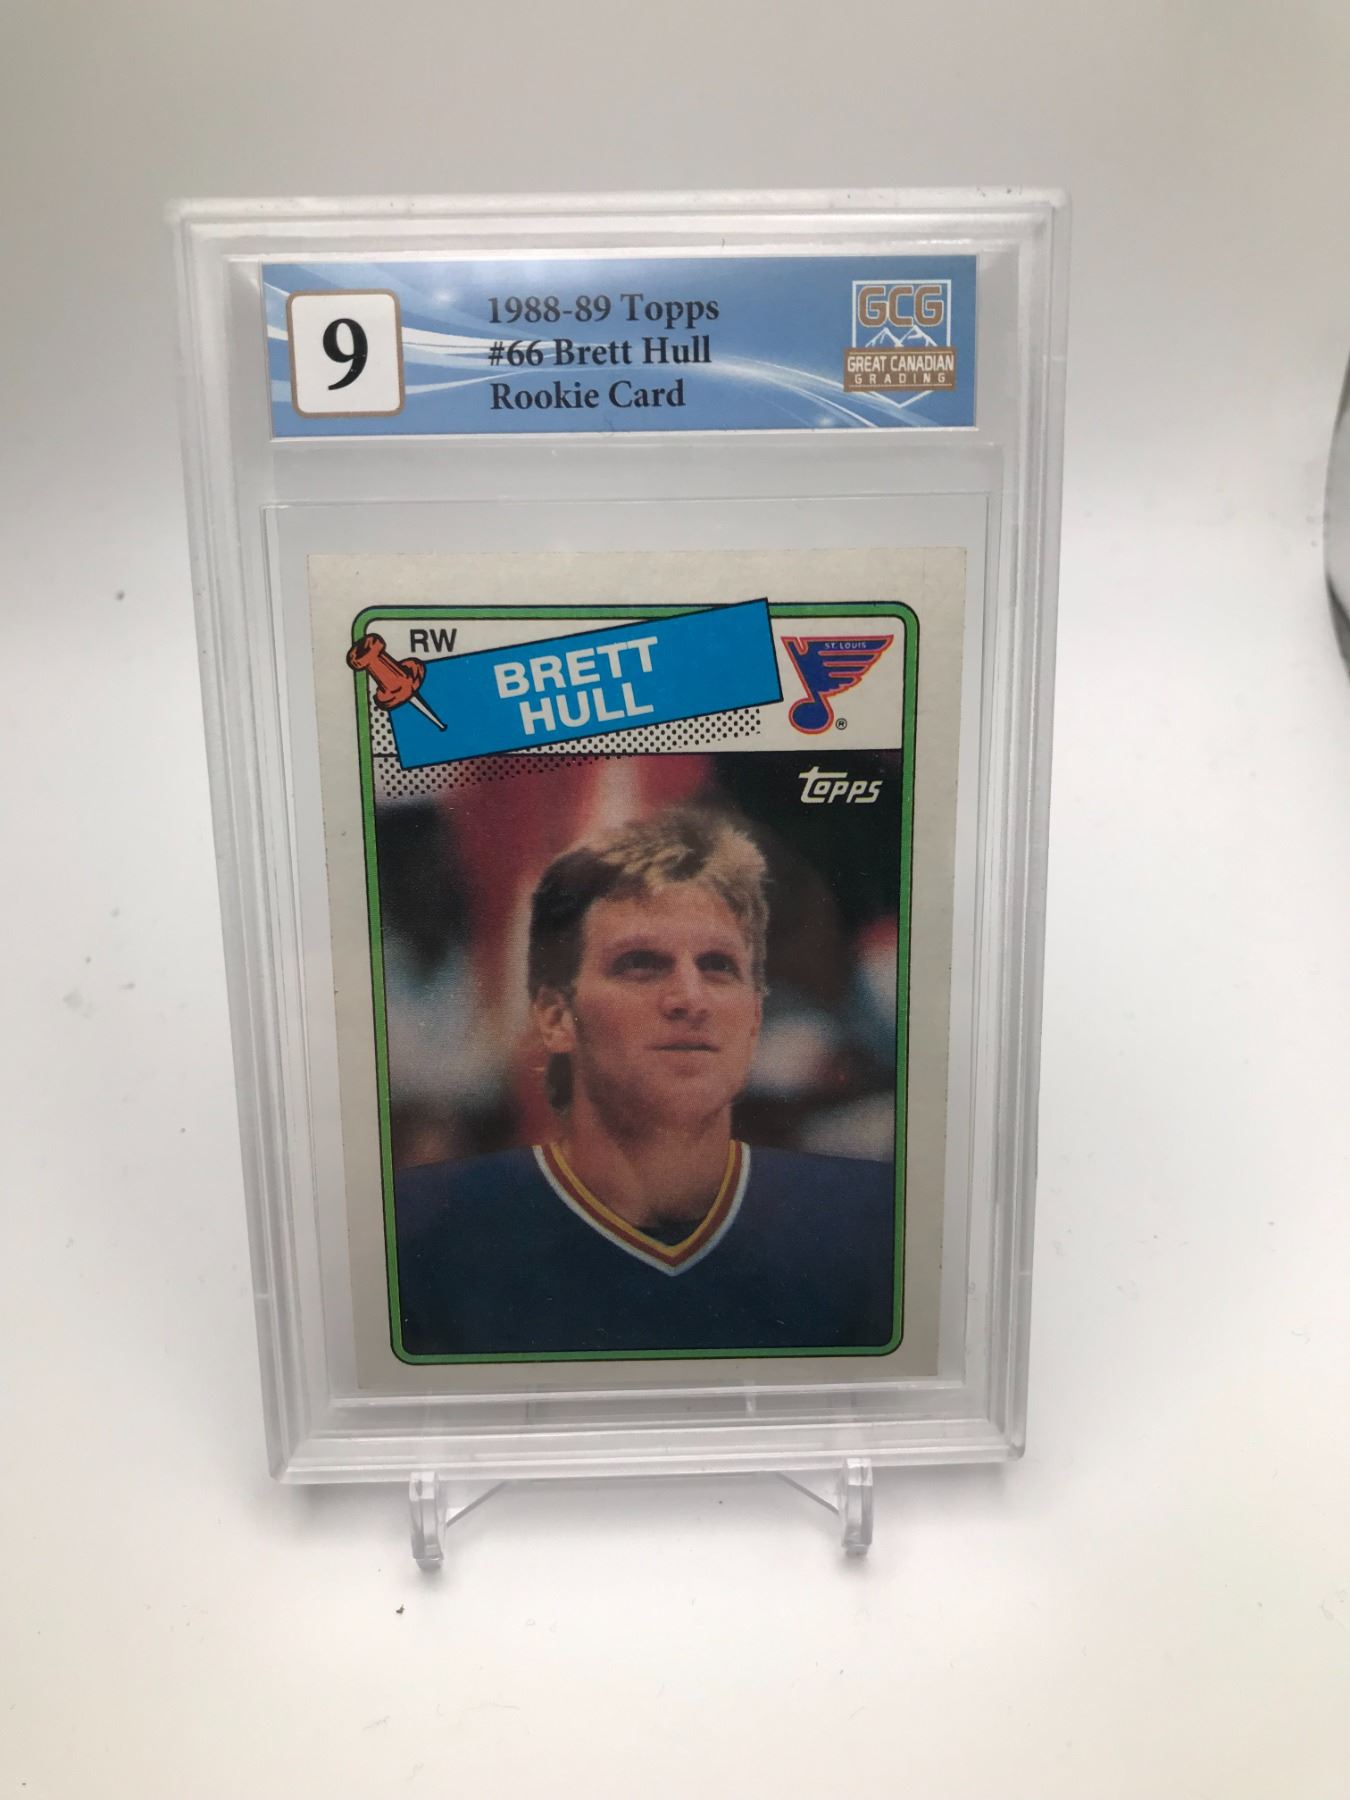 9
1988-89 Topps
#66 Brett Hull
Rookie Card
GCG
GREAT CANADIAN
GRADING
RW
BRETT
HULL
ST. LOUIS
®
topps